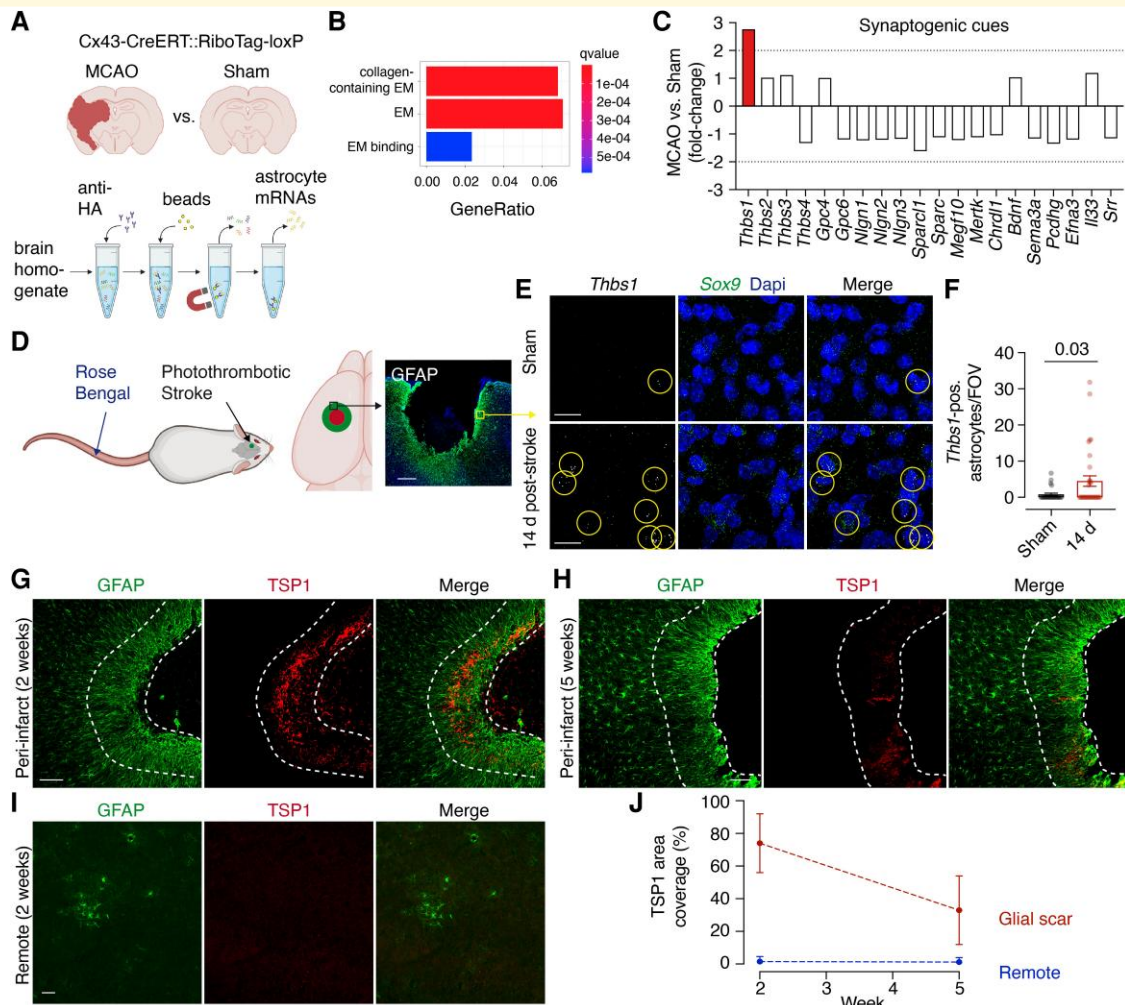 A
Cx43-CreERT::RiboTag-loxP
MCAO
Sham
vs.
anti-
HA
beads
astrocyte
mRNAs
brain
homo-
genate
B
qvalue
collagen-
containing EM
EM
EM binding
1e-04
2e-04
3e-04
4e-04
5e-04
0.00 0.02 0.04 0.06
GeneRatio
C
Synaptogenic cues
MCAO vs. Sham
(fold-change)
3
2
1
0
-1
-2
-3
Thbs1
Thbs2
Thbs3
Thbs4
Gpc4
Gpc6
Nlgn1
Nlgn2
Nlgn3
Sparcl1
Sparc
Megf10
Mertk
Chrdl1
Bdnf
Sema3a
Pcdhg
Efna3
Il33
Srr
D
Rose
Bengal
Photothrombotic
Stroke
GFAP
E
Thbs1
Sox9 Dapi
Merge
Sham
14 d post-stroke
F
Thbs1-pos.
astrocytes/FOV
0.03
40
30
20
10
0
Sham
14 d
G
GFAP
TSP1
Merge
Peri-infarct (2 weeks)
H
GFAP
TSP1
Merge
Peri-infarct (5 weeks)
I
GFAP
TSP1
Merge
Remote (2 weeks)
J
TSP1 area
coverage (%)
100
80
60
40
20
0
Glial scar
Remote
2 3 4 5
Week